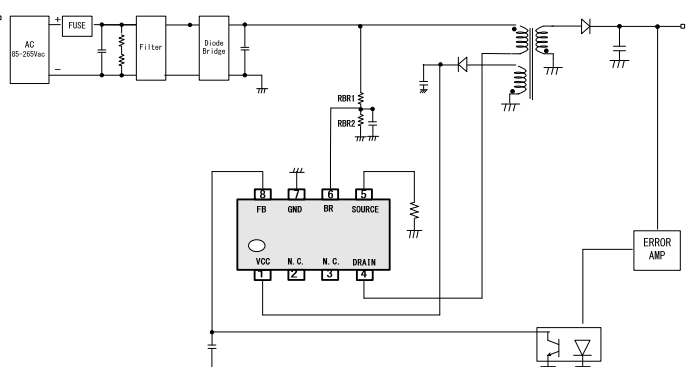 +
FUSE
AC
85-265Vac
−
Filter
Diode
Bridge
RBR1
RBR2
8 7 6 5
FB GND BR SOURCE
VCC N.C. N.C. DRAIN
1 2 3 4
ERROR
AMP